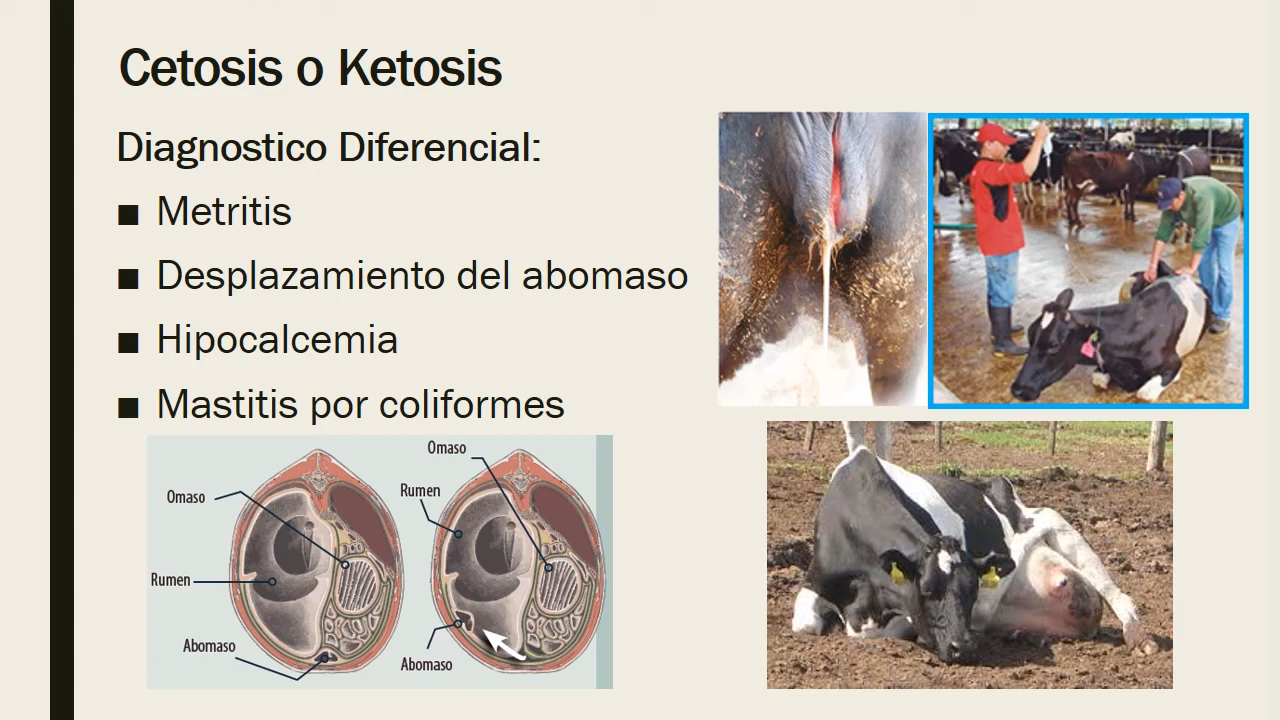 Cetosis o Ketosis
Diagnostico Diferencial:
■ Metritis
■ Desplazamiento del abomaso
■ Hipocalcemia
■ Mastitis por coliformes
Omaso
Rumen
Abomaso
Omaso
Rumen
Abomaso